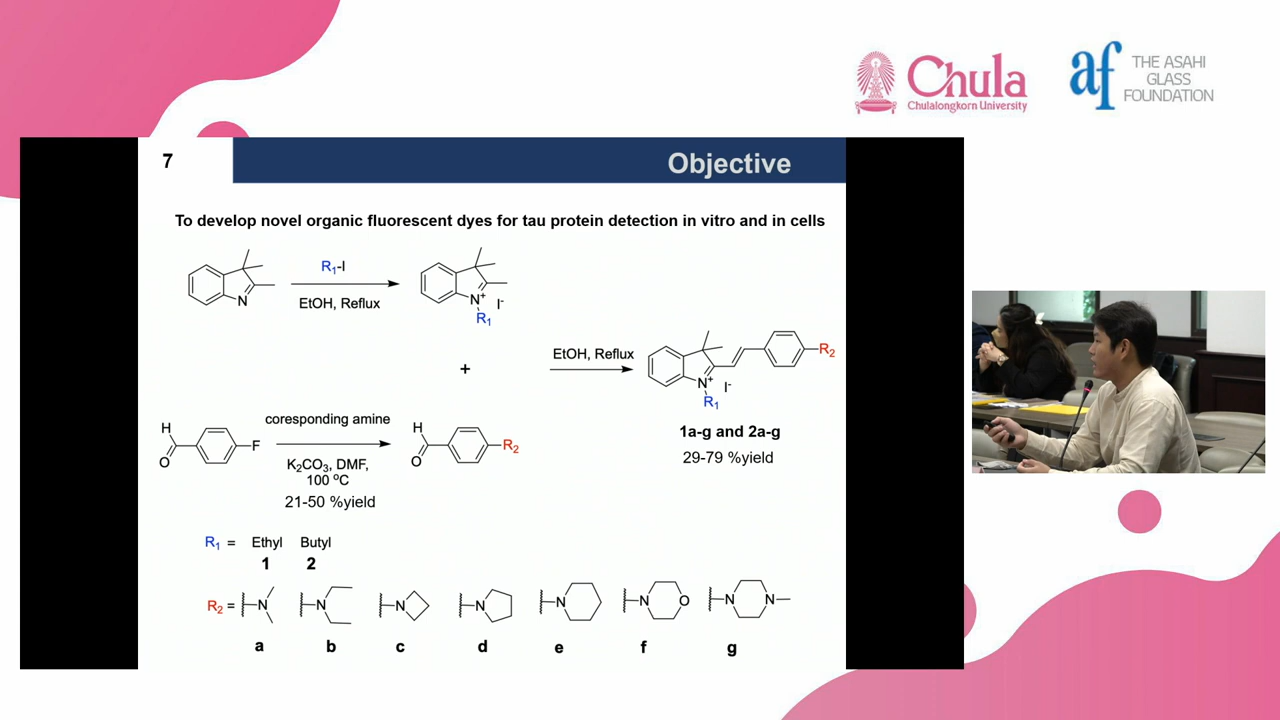 Chula
Chulalongkorn University
af
THE ASAHI
GLASS
FOUNDATION
7
Objective
To develop novel organic fluorescent dyes for tau protein detection in vitro and in cells
R₁-I
EtOH, Reflux
N
N⁺
I⁻
R₁
+
EtOH, Reflux
N⁺
I⁻
R₁
R₂
1a-g and 2a-g
29-79 %yield
H
O
F
coresponding amine
K₂CO₃, DMF,
100 ⁰C
21-50 %yield
H
O
R₂
R₁ = Ethyl Butyl
1 2
R₂ =
N
N
N
N
N
N O
N N
a b c d e f g